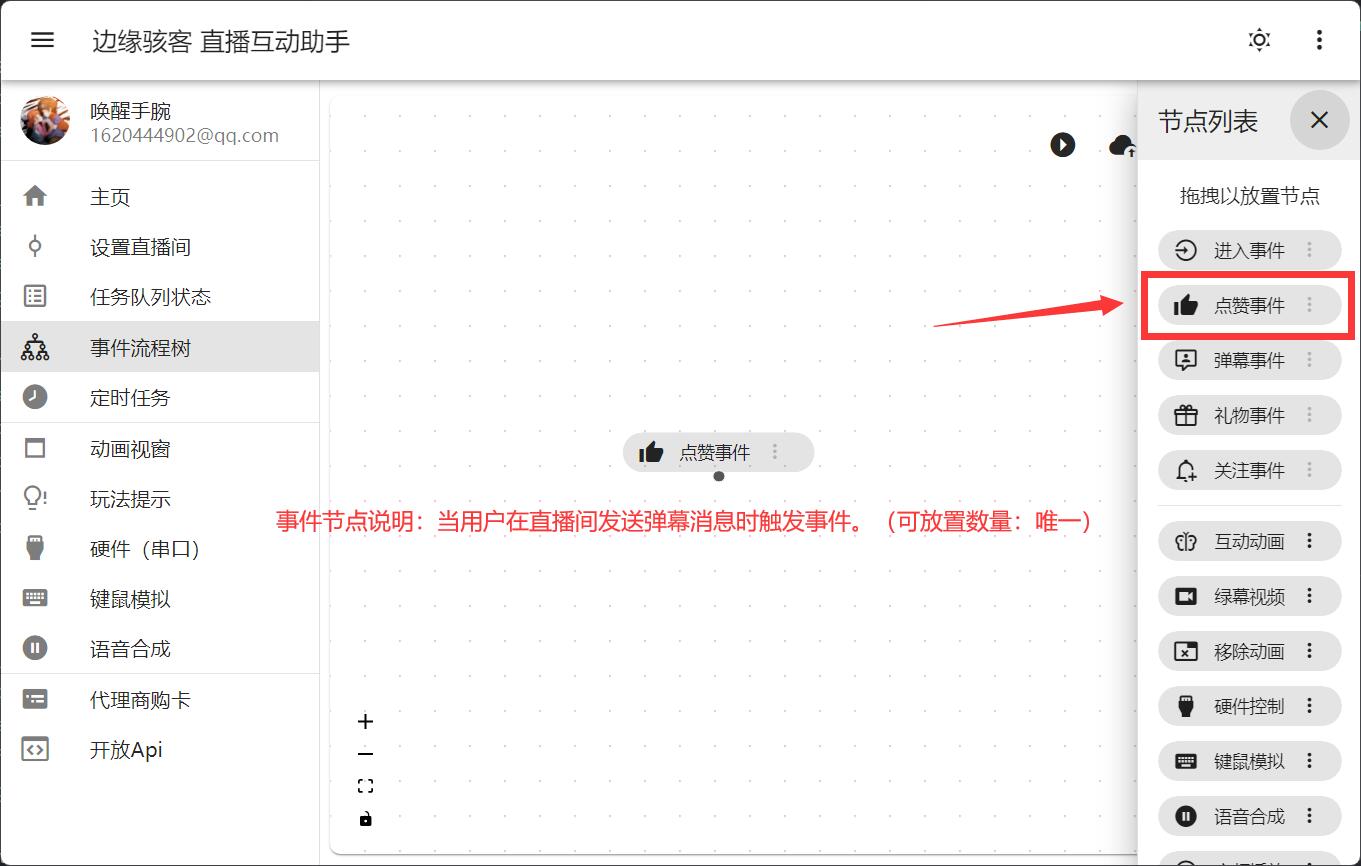 边缘骇客 直播互动助手
唤醒手腕
1620444902@qq.com
主页
设置直播间
任务队列状态
事件流程树
定时任务
动画视窗
玩法提示
硬件（串口）
键鼠模拟
语音合成
代理商购卡
开放Api
点赞事件
事件节点说明：当用户在直播间发送弹幕消息时触发事件。（可放置数量：唯一）
节点列表
拖拽以放置节点
进入事件
点赞事件
弹幕事件
礼物事件
关注事件
互动动画
绿幕视频
移除动画
硬件控制
键鼠模拟
语音合成